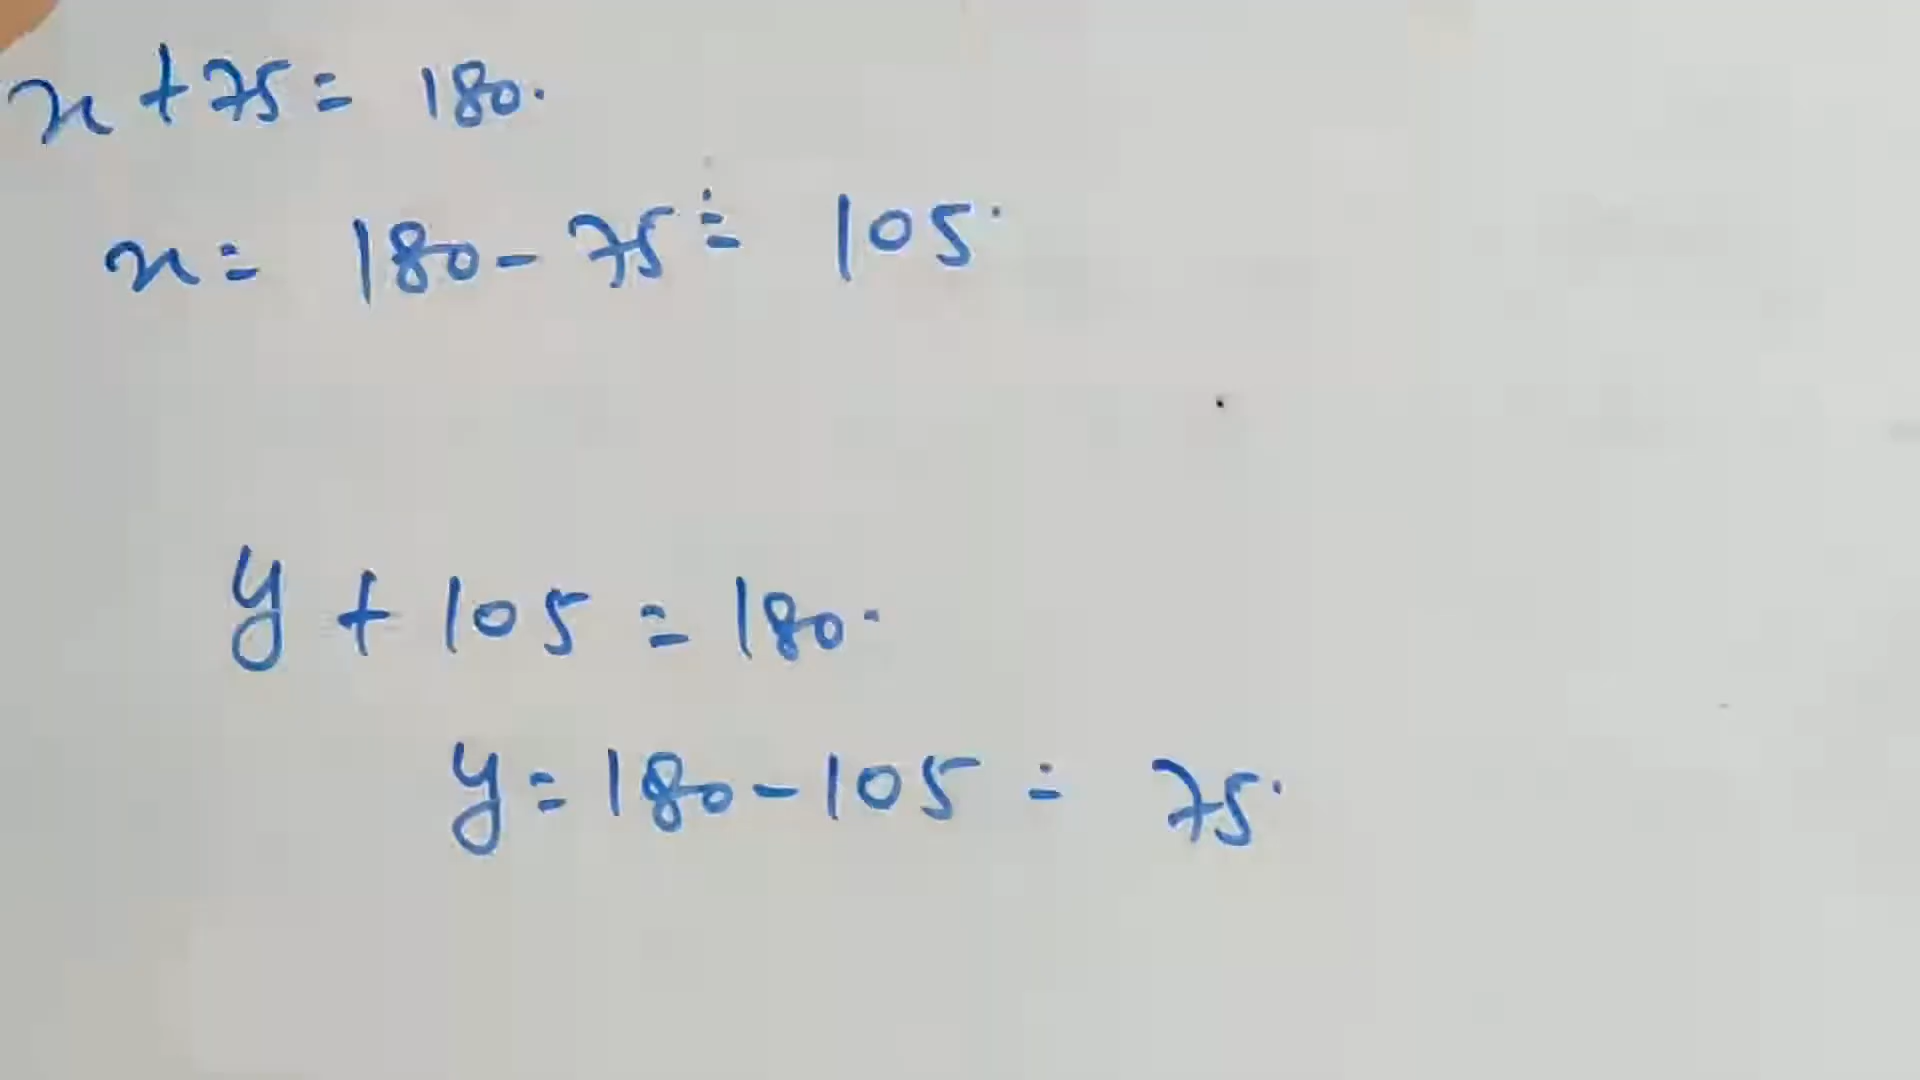 x + 75 = 180.
x = 180 - 75 = 105.
y + 105 = 180.
y = 180 - 105 = 75.